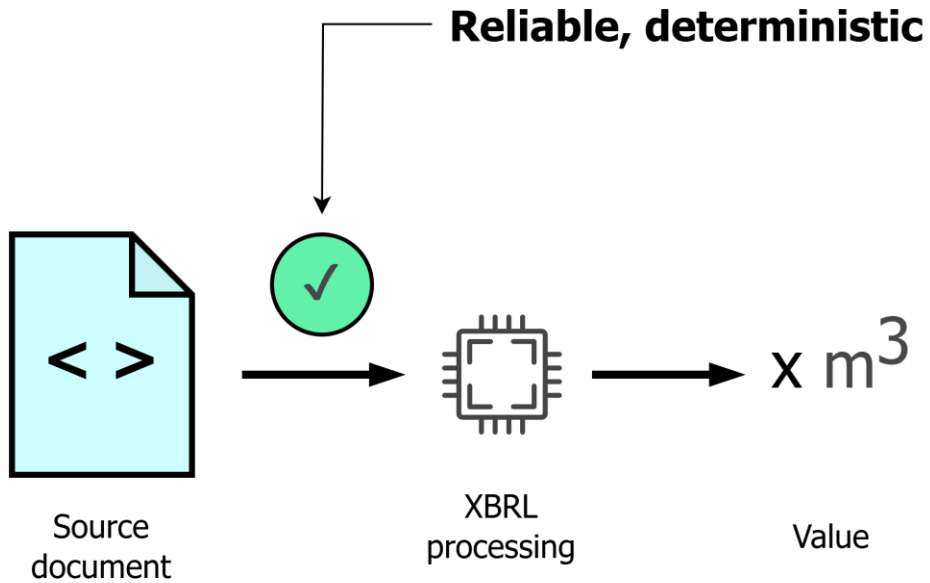 Reliable, deterministic
✓
< >
x m³
Source
document
XBRL
processing
Value